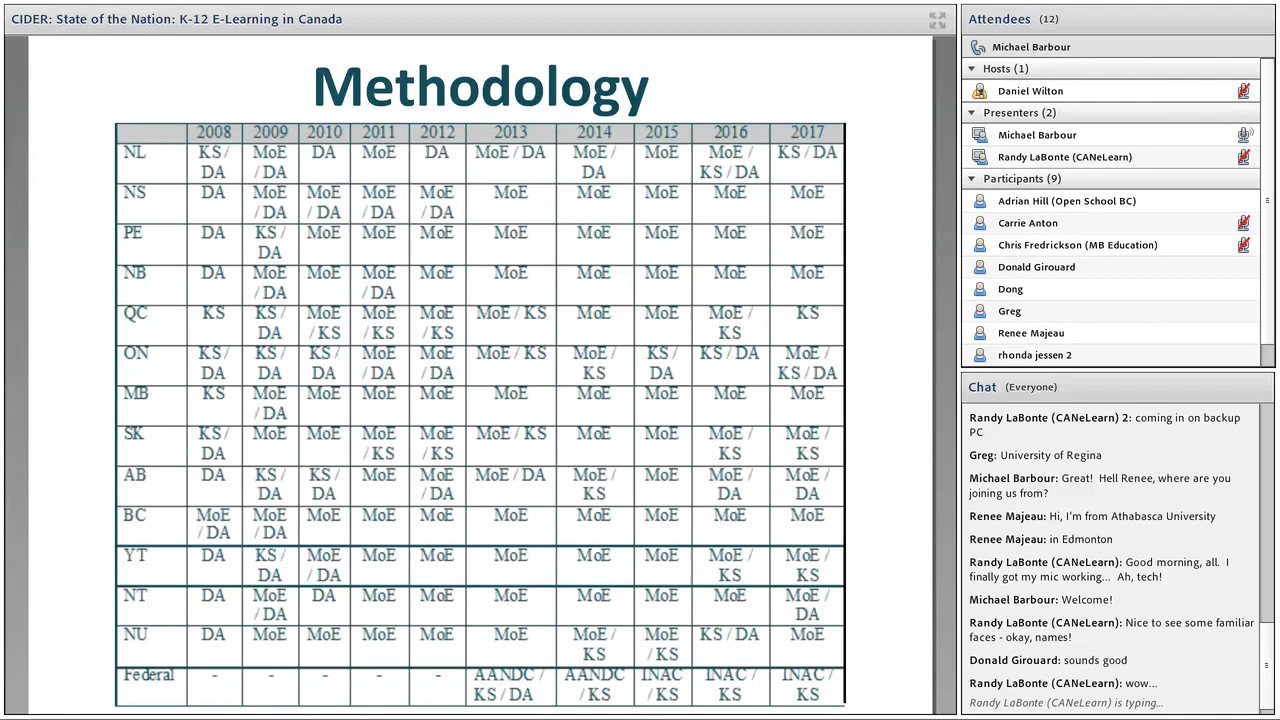 CIDER: State of the Nation: K-12 E-Learning in Canada
Methodology
2008 2009 2010 2011 2012 2013 2014 2015 2016 2017
NL KS / DA MoE / DA DA MoE DA MoE / DA MoE / DA MoE MoE / KS / DA KS / DA
NS DA MoE / DA MoE / DA MoE / DA MoE / DA MoE MoE MoE MoE MoE
PE DA KS / DA MoE MoE MoE MoE MoE MoE MoE MoE
NB DA MoE / DA MoE MoE / DA MoE MoE MoE MoE MoE MoE
QC KS KS / DA MoE / KS MoE / KS MoE / KS MoE / KS MoE MoE MoE / KS KS
ON KS / DA KS / DA KS / DA MoE / DA MoE / DA MoE / KS MoE / KS KS / DA KS / DA MoE / KS / DA
MB KS MoE / DA MoE MoE MoE MoE MoE MoE MoE MoE
SK KS / DA MoE MoE MoE / KS MoE / KS MoE / KS MoE MoE MoE / KS MoE / KS
AB DA KS / DA KS / DA MoE MoE / DA MoE / DA MoE / KS MoE MoE / DA MoE / DA
BC MoE / DA MoE / DA MoE MoE MoE MoE MoE MoE MoE MoE
YT DA KS / DA MoE / DA MoE MoE MoE MoE MoE MoE / KS MoE / KS
NT DA MoE / DA DA MoE MoE MoE MoE MoE MoE MoE / DA
NU DA MoE MoE MoE MoE MoE MoE / KS MoE / KS KS / DA MoE
Federal - - - - - AANDC / KS / DA AANDC / KS INAC / KS INAC / KS INAC / KS
Attendees (12)
Michael Barbour
Hosts (1)
Daniel Wilton
Presenters (2)
Michael Barbour
Randy LaBonte (CANeLearn)
Participants (9)
Adrian Hill (Open School BC)
Carrie Anton
Chris Fredrickson (MB Education)
Donald Girouard
Dong
Greg
Renee Majeau
rhonda jessen 2
Chat (Everyone)
Randy LaBonte (CANeLearn) 2: coming in on backup
PC
Greg: University of Regina
Michael Barbour: Great! Hell Renee, where are you
joining us from?
Renee Majeau: Hi, I'm from Athabasca University
Renee Majeau: in Edmonton
Randy LaBonte (CANeLearn): Good morning, all. I
finally got my mic working... Ah, tech!
Michael Barbour: Welcome!
Randy LaBonte (CANeLearn): Nice to see some familiar
faces - okay, names!
Donald Girouard: sounds good
Randy LaBonte (CANeLearn): wow...
Randy LaBonte (CANeLearn) is typing...